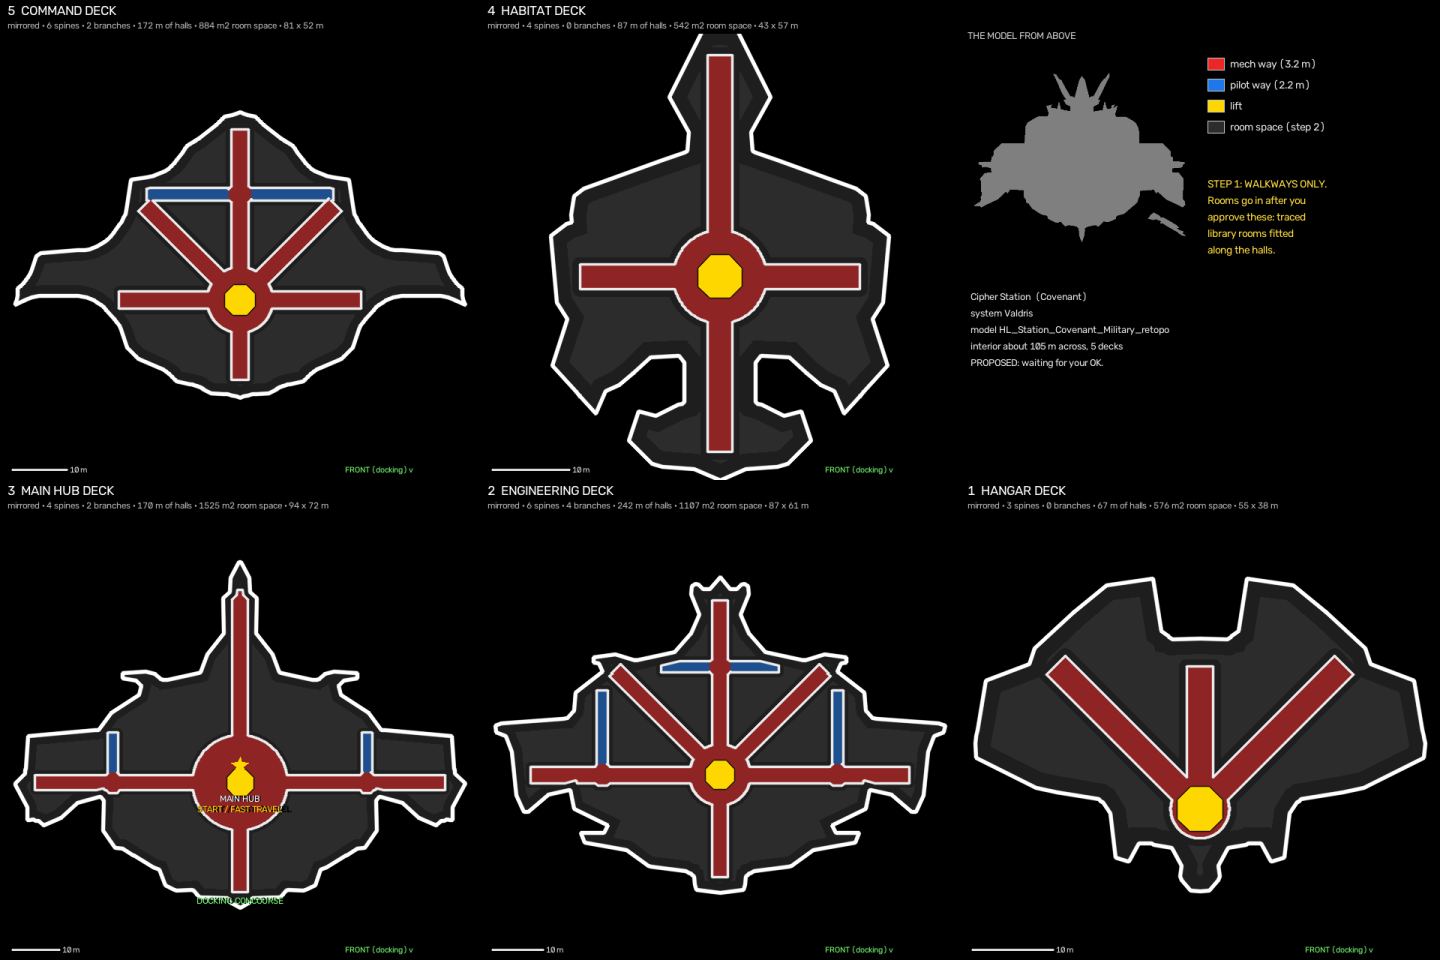 5 COMMAND DECK
mirrored • 6 spines • 2 branches • 172 m of halls • 884 m2 room space • 81 x 52 m
10 m
FRONT (docking) v
4 HABITAT DECK
mirrored • 4 spines • 0 branches • 87 m of halls • 542 m2 room space • 43 x 57 m
10 m
FRONT (docking) v
THE MODEL FROM ABOVE
mech way (3.2 m)
pilot way (2.2 m)
lift
room space (step 2)
STEP 1: WALKWAYS ONLY.
Rooms go in after you
approve these: traced
library rooms fitted
along the halls.
Cipher Station (Covenant)
system Valdris
model HL_Station_Covenant_Military_retopo
interior about 105 m across, 5 decks
PROPOSED: waiting for your OK.
3 MAIN HUB DECK
mirrored • 4 spines • 2 branches • 170 m of halls • 1525 m2 room space • 94 x 72 m
MAIN HUB
START / FAST TRAVEL
DOCKING CONCOURSE
10 m
FRONT (docking) v
2 ENGINEERING DECK
mirrored • 6 spines • 4 branches • 242 m of halls • 1107 m2 room space • 87 x 61 m
10 m
FRONT (docking) v
1 HANGAR DECK
mirrored • 3 spines • 0 branches • 67 m of halls • 576 m2 room space • 55 x 38 m
10 m
FRONT (docking) v